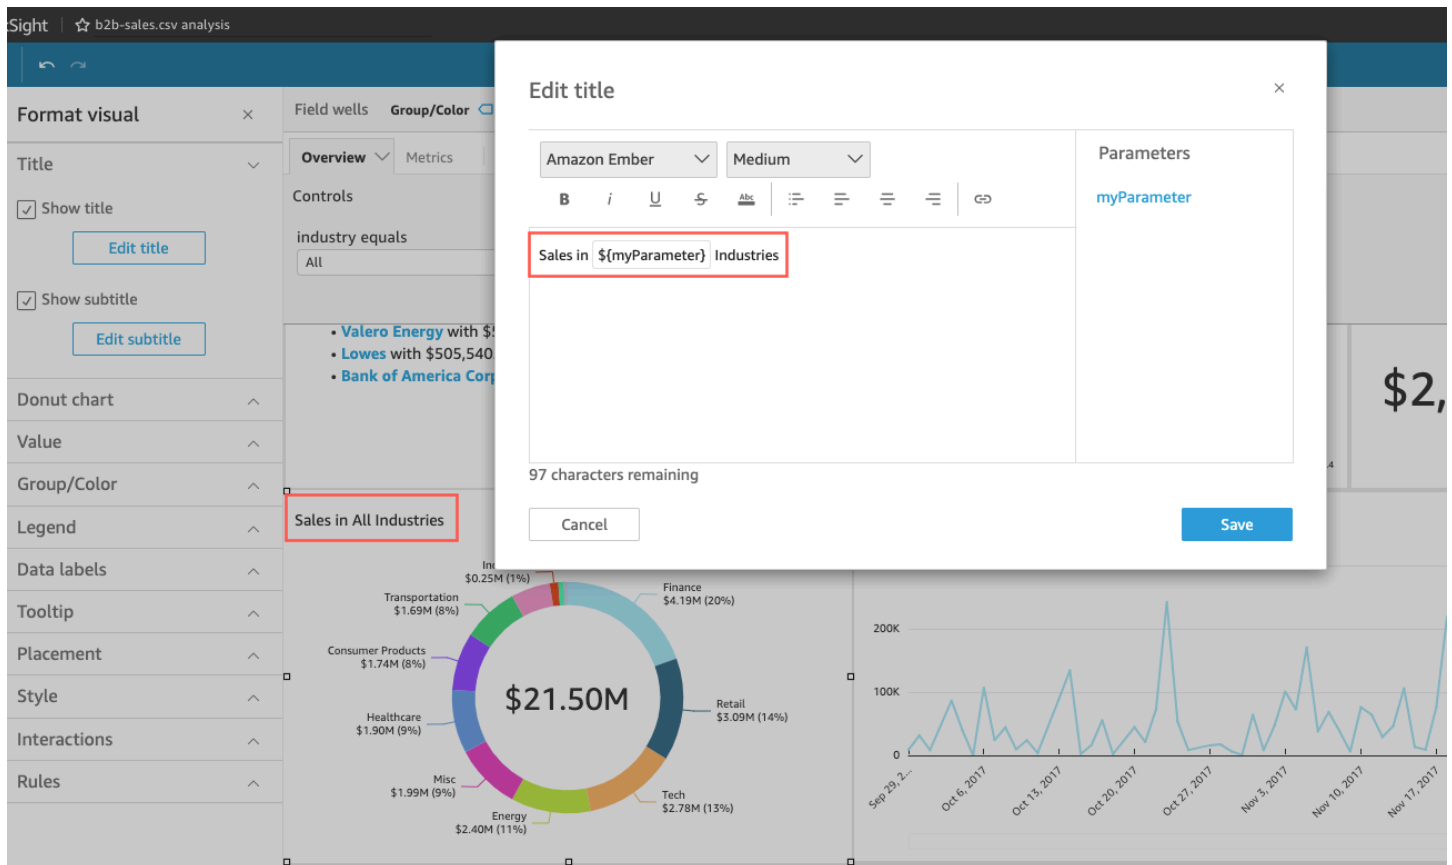 Sight
b2b-sales.csv analysis
Format visual
Title
Show title
Edit title
Show subtitle
Edit subtitle
Donut chart
Value
Group/Color
Legend
Data labels
Tooltip
Placement
Style
Interactions
Rules
Field wells Group/Color
Overview Metrics
Controls
industry equals
All
• Valero Energy with
• Lowes with $505,540
• Bank of America Corp
$2,
Edit title
Amazon Ember Medium
B i U S Abc
Sales in ${myParameter} Industries
97 characters remaining
Parameters
myParameter
Cancel Save
Sales in All Industries
$0.25M (1%)
Finance
$4.19M (20%)
Transportation
$1.69M (8%)
Consumer Products
$1.74M (8%)
$21.50M
Retail
$3.09M (14%)
Healthcare
$1.90M (9%)
Misc
$1.99M (9%)
Tech
$2.78M (13%)
Energy
$2.40M (11%)
200K
100K
0
Sep 29, 2...
Oct 6, 2017
Oct 13, 2017
Oct 20, 2017
Oct 27, 2017
Nov 3, 2017
Nov 10, 2017
Nov 17, 2017